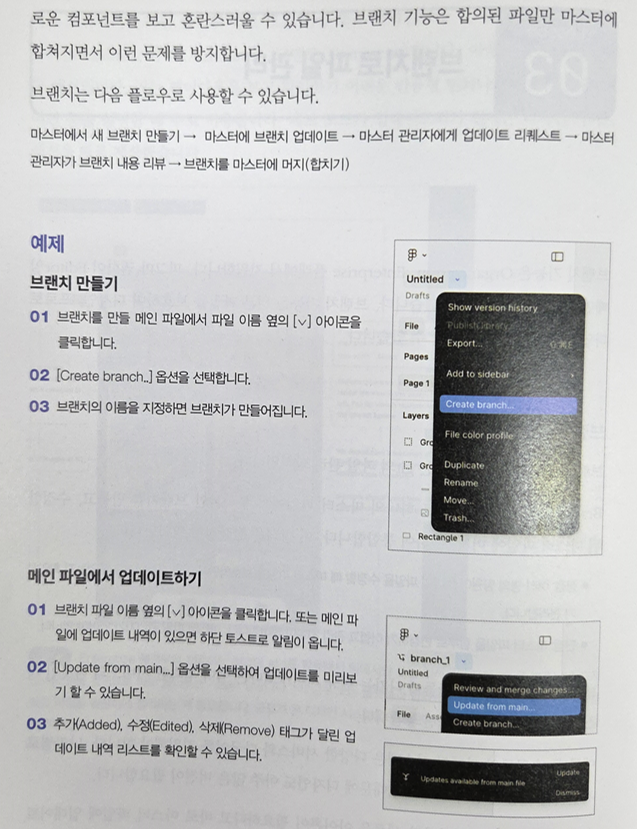 로운 컴포넌트를 보고 혼란스러울 수 있습니다. 브랜치 기능은 합의된 파일만 마스터에
합쳐지면서 이런 문제를 방지합니다.
브랜치는 다음 플로우로 사용할 수 있습니다.
마스터에서 새 브랜치 만들기 → 마스터에 브랜치 업데이트 → 마스터 관리자에게 업데이트 리퀘스트 → 마스터
관리자가 브랜치 내용 리뷰 → 브랜치를 마스터에 머지(합치기)
예제
브랜치 만들기
01 브랜치를 만들 메인 파일에서 파일 이름 옆의 [∨] 아이콘을
클릭합니다.
02 [Create branch..] 옵션을 선택합니다.
03 브랜치의 이름을 지정하면 브랜치가 만들어집니다.
Untitled
Drafts
File
Pages
Page 1
Layers
Grc
Grc
Rectangle 1
Show version history
Publish library...
Export...
Add to sidebar
Create branch...
File color profile
Duplicate
Rename
Move...
Trash...
메인 파일에서 업데이트하기
01 브랜치 파일 이름 옆의 [∨] 아이콘을 클릭합니다. 또는 메인 파
일에 업데이트 내역이 있으면 하단 토스트로 알림이 옵니다.
02 [Update from main...] 옵션을 선택하여 업데이트를 미리보
기 할 수 있습니다.
03 추가(Added), 수정(Edited), 삭제(Remove) 태그가 달린 업
데이트 내역 리스트를 확인할 수 있습니다.
branch_1
Untitled
Drafts
File Ass
Review and merge changes...
Update from main...
Create branch...
Updates available from main file
Update
Dismiss